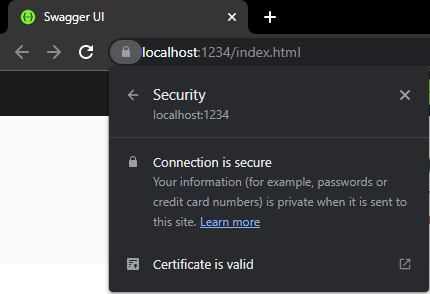 Swagger UI
localhost:1234/index.html
Security
localhost:1234
Connection is secure
Your information (for example, passwords or
credit card numbers) is private when it is sent to
this site. Learn more
Certificate is valid